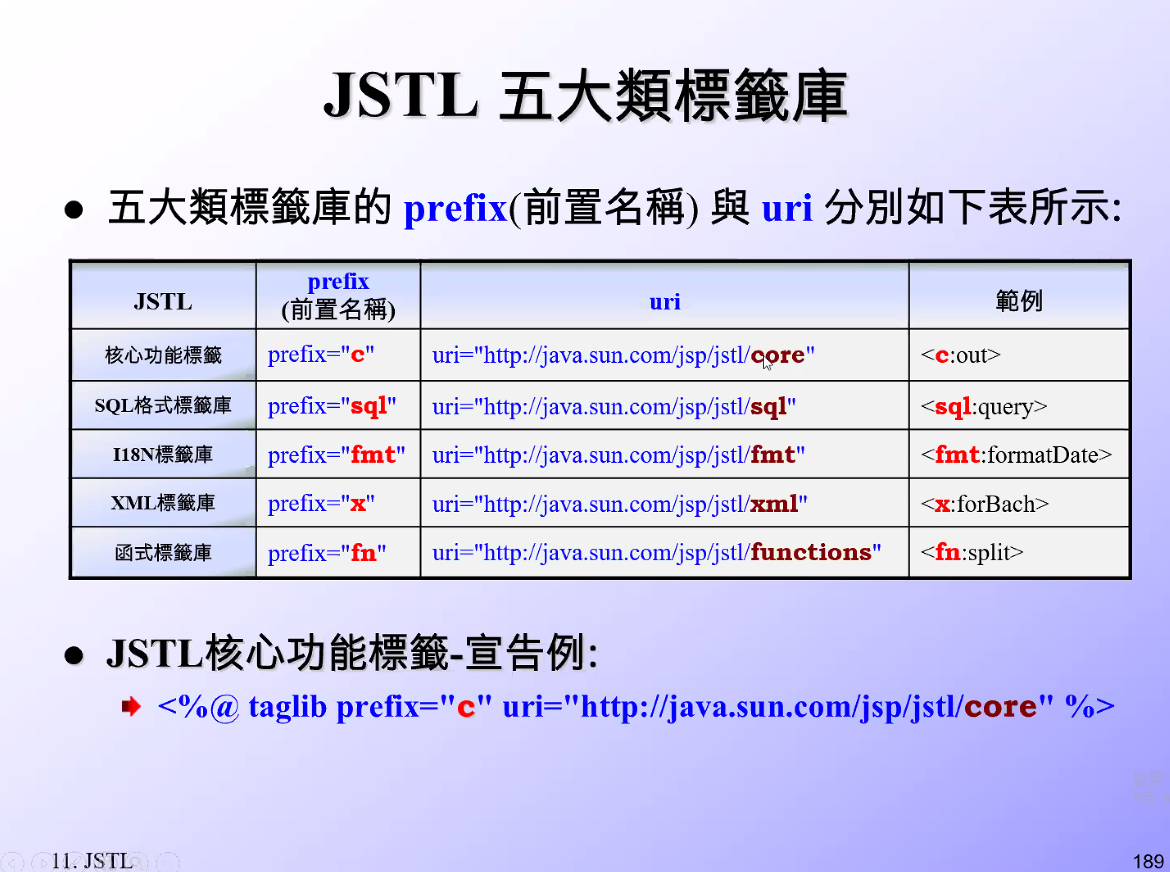 JSTL 五大類標籤庫
● 五大類標籤庫的 prefix(前置名稱) 與 uri 分別如下表所示:
JSTL prefix (前置名稱) uri 範例
核心功能標籤 prefix="c" uri="http://java.sun.com/jsp/jstl/core" <c:out>
SQL格式標籤庫 prefix="sql" uri="http://java.sun.com/jsp/jstl/sql" <sql:query>
I18N標籤庫 prefix="fmt" uri="http://java.sun.com/jsp/jstl/fmt" <fmt:formatDate>
XML標籤庫 prefix="x" uri="http://java.sun.com/jsp/jstl/xml" <x:forBach>
函式標籤庫 prefix="fn" uri="http://java.sun.com/jsp/jstl/functions" <fn:split>
● JSTL核心功能標籤-宣告例:
<%@ taglib prefix="c" uri="http://java.sun.com/jsp/jstl/core" %>
11. JSTL
189